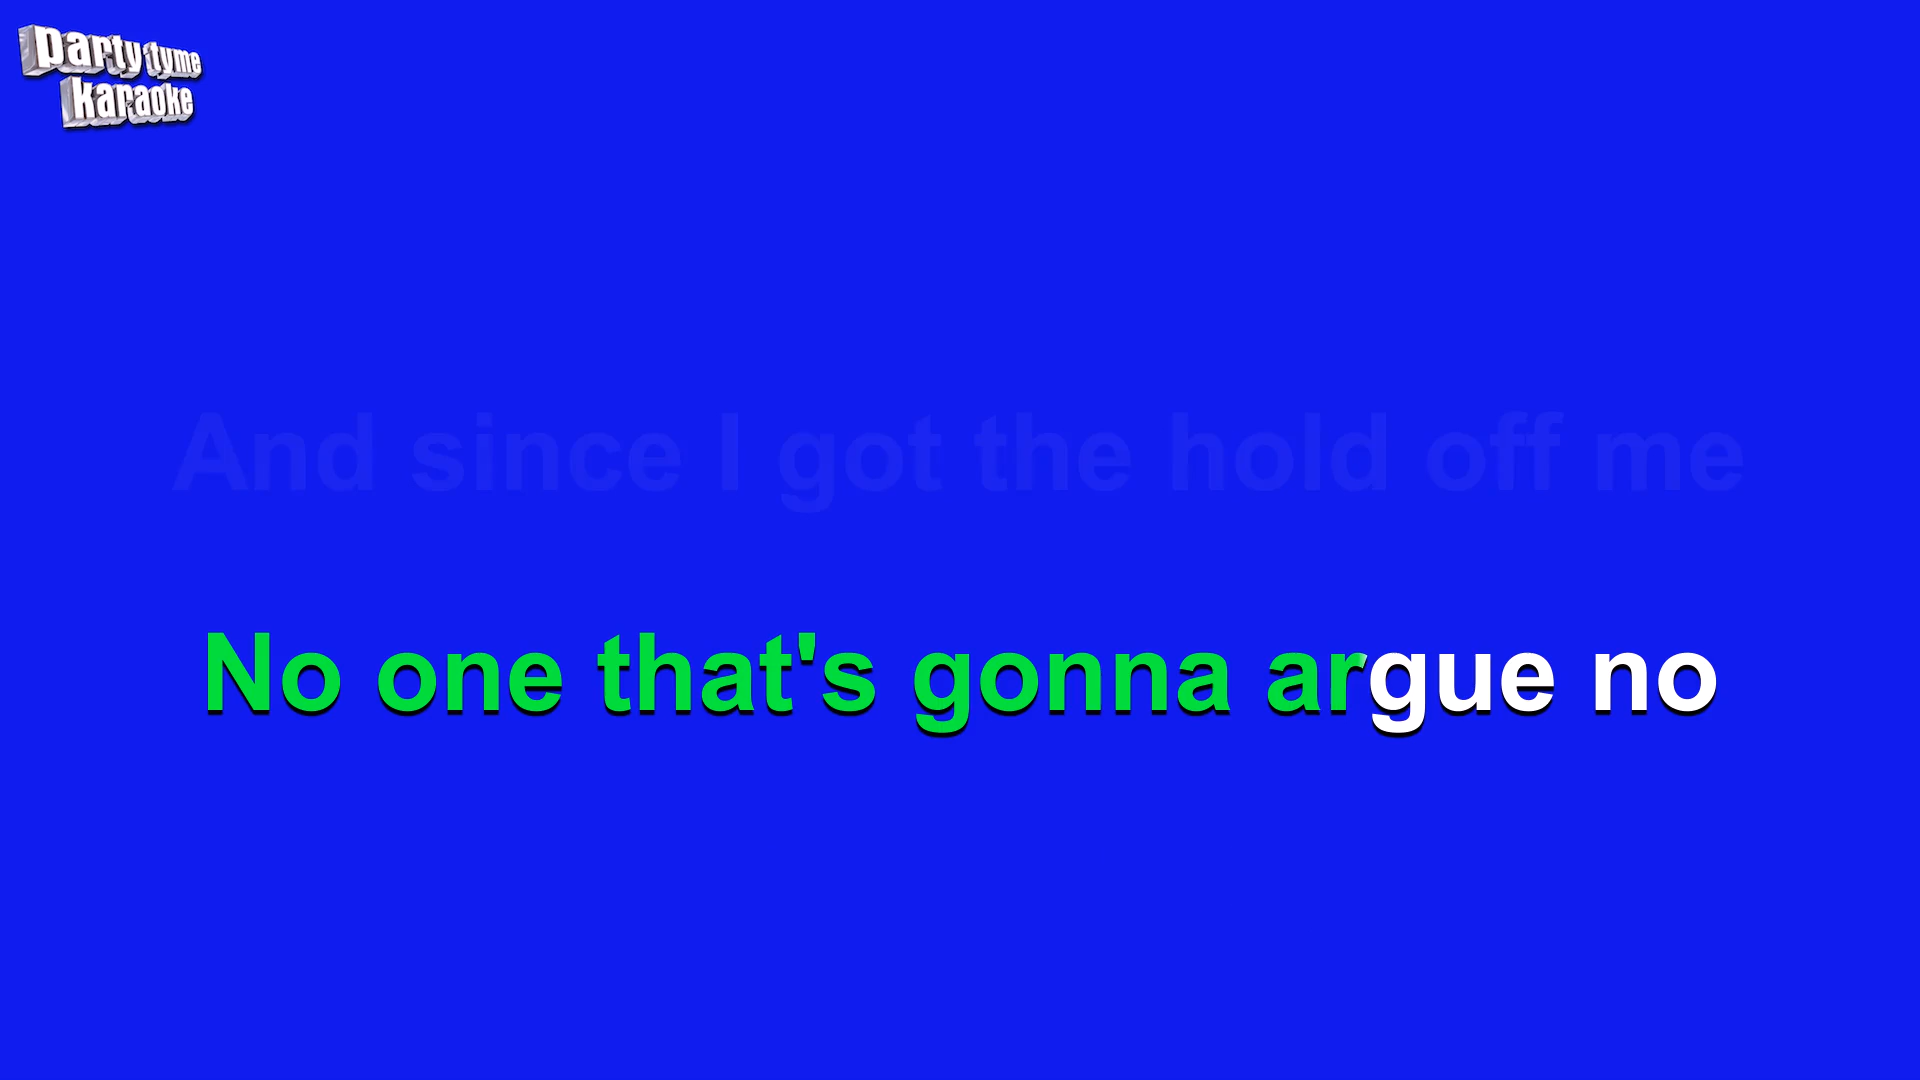 party tyme
karaoke
And since I got the hold off me
No one that's gonna argue no